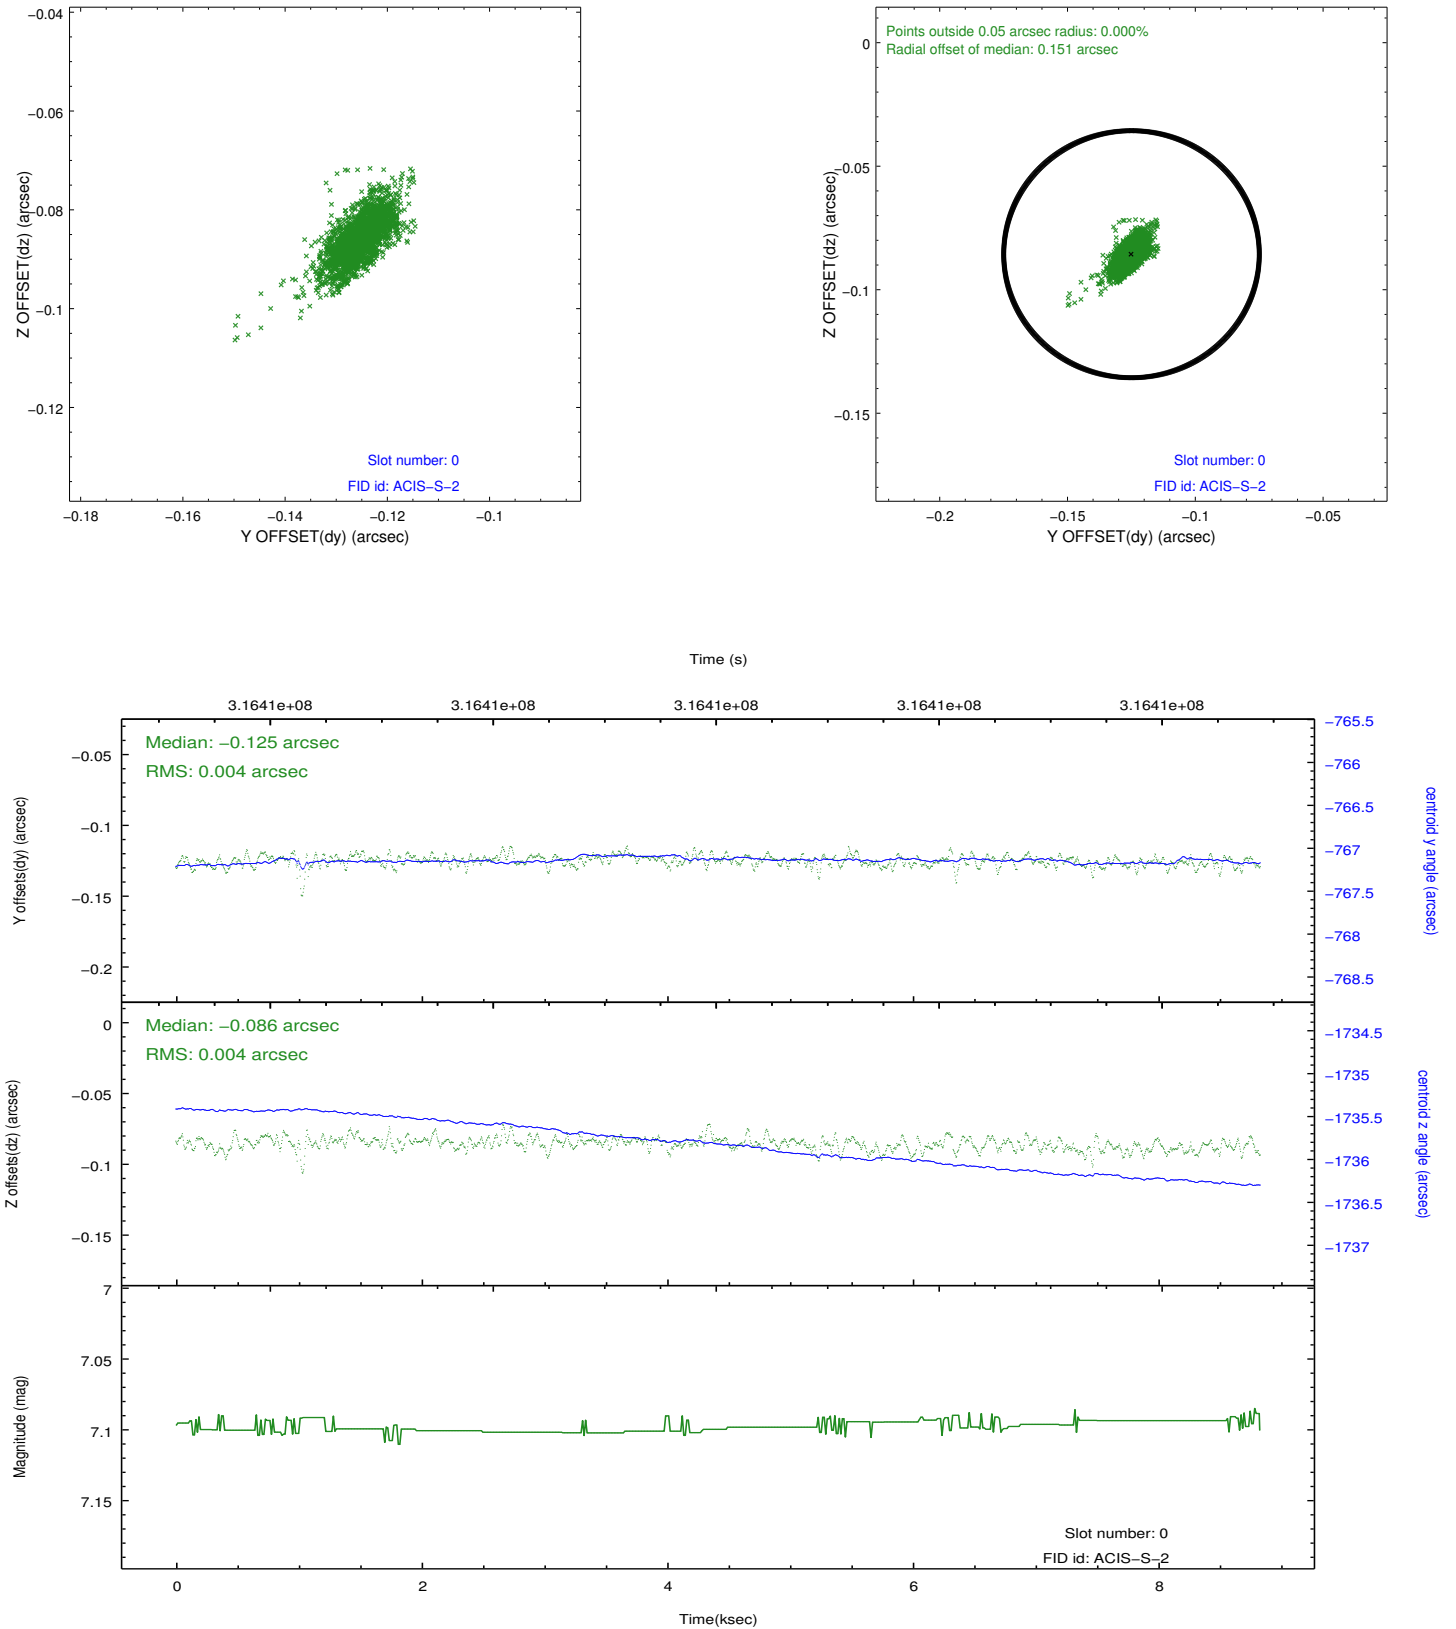 −0.04
−0.06
−0.08
−0.1
−0.12
Z OFFSET(dz) (arcsec)
Slot number: 0
FID id: ACIS−S−2
−0.18
−0.16
−0.14
−0.12
−0.1
Y OFFSET(dy) (arcsec)
Points outside 0.05 arcsec radius: 0.000%
Radial offset of median: 0.151 arcsec
0
−0.05
−0.1
−0.15
Z OFFSET(dz) (arcsec)
Slot number: 0
FID id: ACIS−S−2
−0.2
−0.15
−0.1
−0.05
Y OFFSET(dy) (arcsec)
Time (s)
3.1641e+08
3.1641e+08
3.1641e+08
3.1641e+08
3.1641e+08
Median: −0.125 arcsec
RMS: 0.004 arcsec
−0.05
−0.1
−0.15
−0.2
Y offsets(dy) (arcsec)
−765.5
−766
−766.5
−767
−767.5
−768
−768.5
centroid y angle (arcsec)
Median: −0.086 arcsec
RMS: 0.004 arcsec
0
−0.05
−0.1
−0.15
Z offsets(dz) (arcsec)
−1734.5
−1735
−1735.5
−1736
−1736.5
−1737
centroid z angle (arcsec)
7
7.05
7.1
7.15
Magnitude (mag)
Slot number: 0
FID id: ACIS−S−2
0
2
4
6
8
Time(ksec)